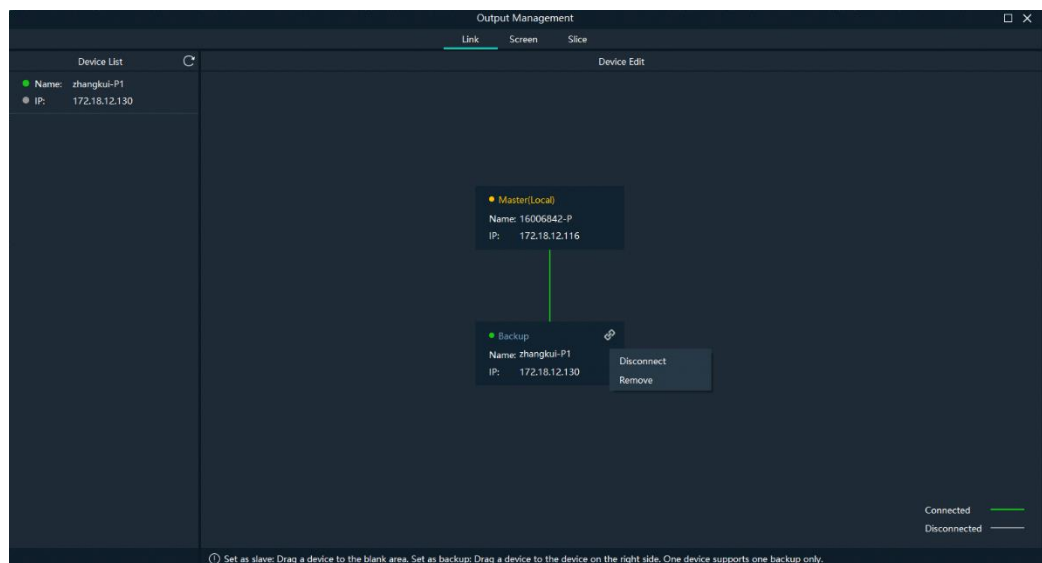 Output Management
Link Screen Slice
Device List
Device Edit
Name: zhangkui-P1
IP: 172.18.12.130
Master(Local)
Name: 16006842-P
IP: 172.18.12.116
Backup
Name: zhangkui-P1
IP: 172.18.12.130
Disconnect
Remove
Connected
Disconnected
Set as slave: Drag a device to the blank area. Set as backup: Drag a device to the device on the right side. One device supports one backup only.